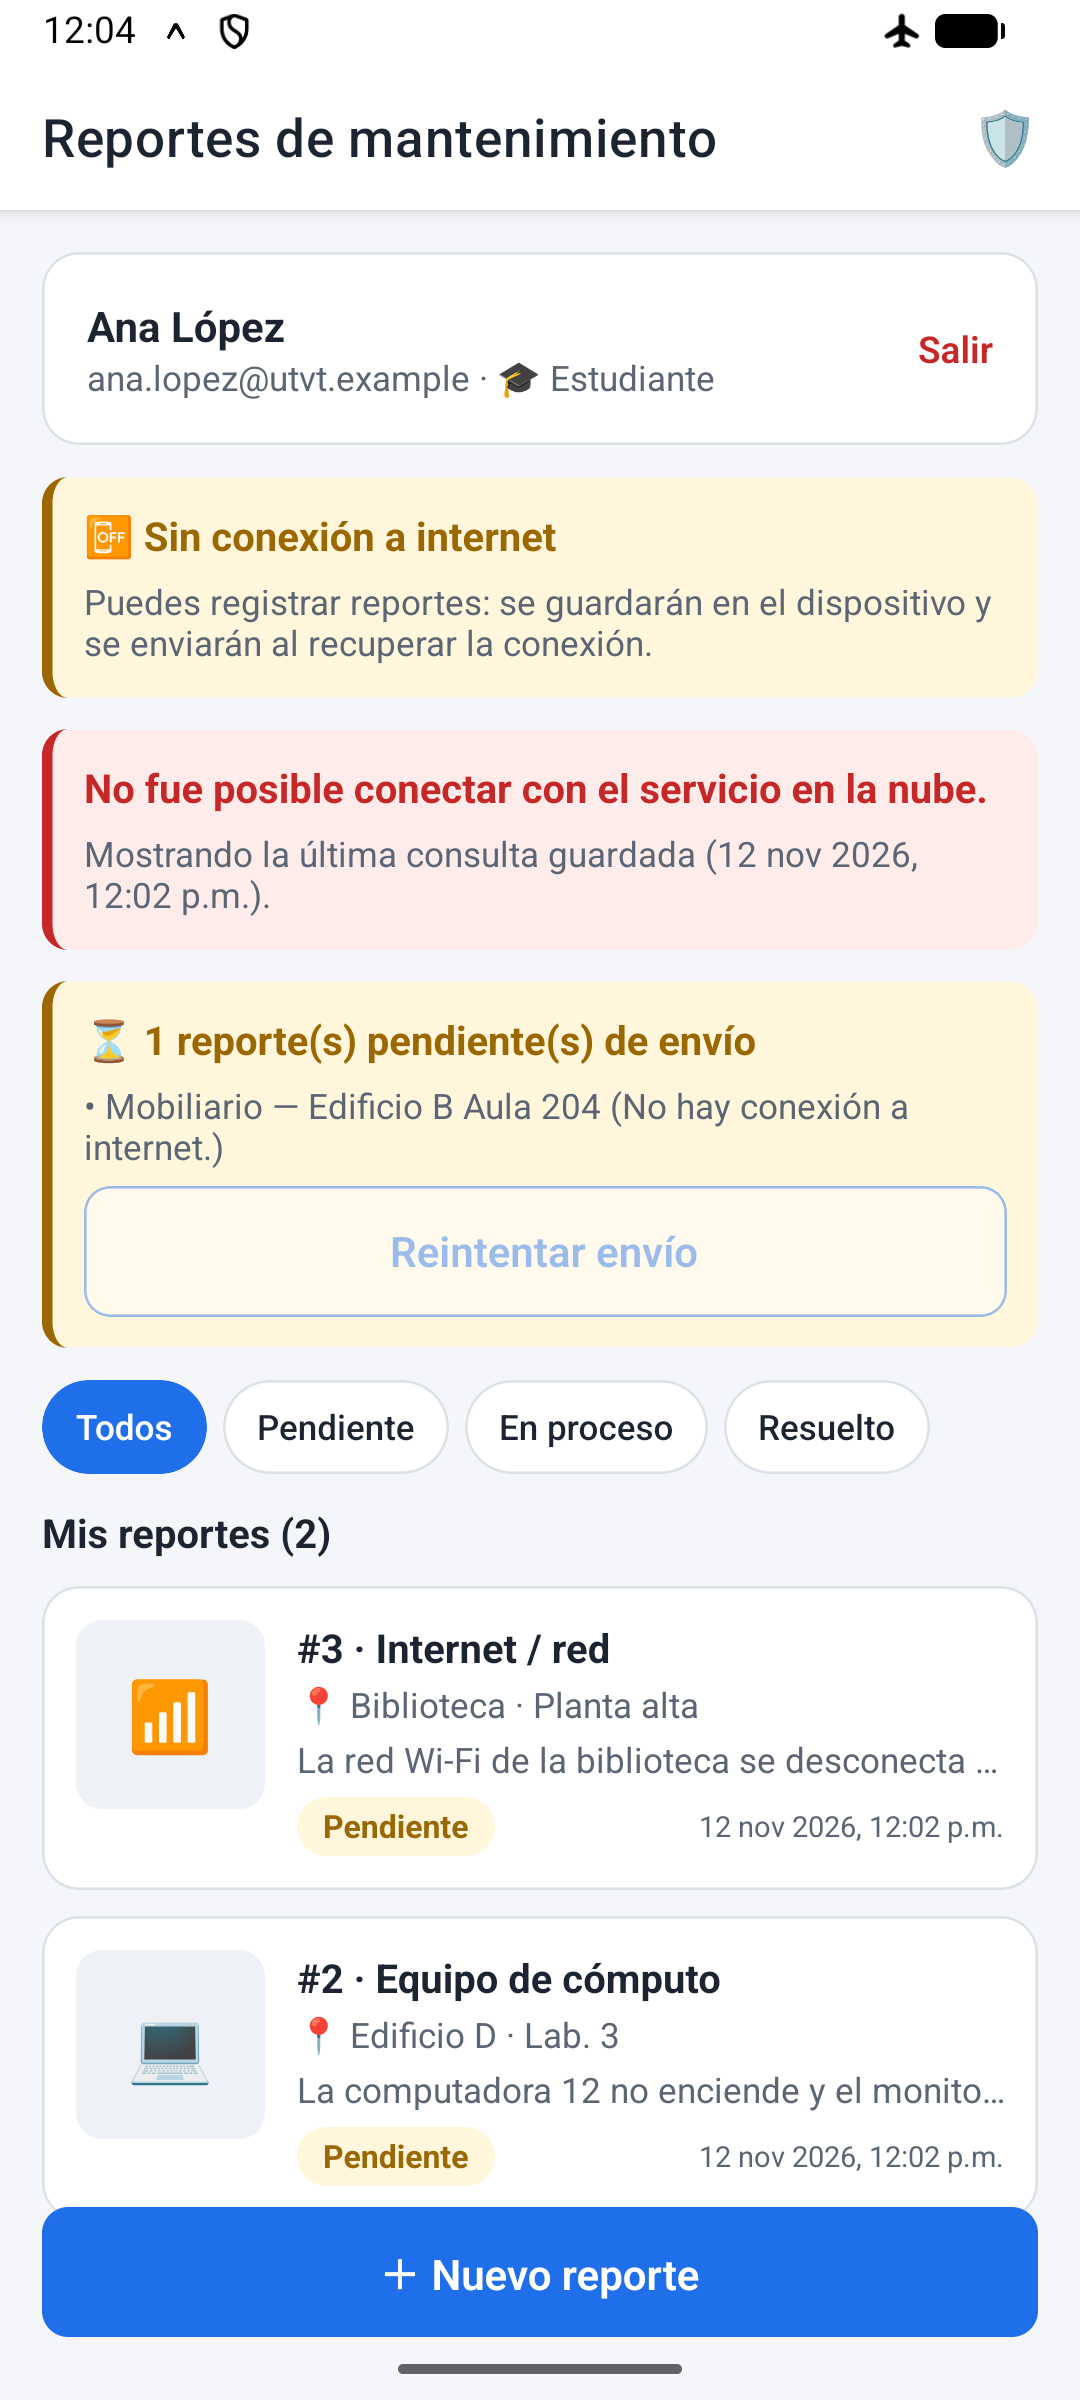 12:04
Reportes de mantenimiento
Ana López
ana.lopez@utvt.example · 🎓 Estudiante
Salir
📴 Sin conexión a internet
Puedes registrar reportes: se guardarán en el dispositivo y
se enviarán al recuperar la conexión.
No fue posible conectar con el servicio en la nube.
Mostrando la última consulta guardada (12 nov 2026,
12:02 p.m.).
⏳ 1 reporte(s) pendiente(s) de envío
• Mobiliario — Edificio B Aula 204 (No hay conexión a
internet.)
Reintentar envío
Todos
Pendiente
En proceso
Resuelto
Mis reportes (2)
#3 · Internet / red
📍 Biblioteca · Planta alta
La red Wi-Fi de la biblioteca se desconecta ...
Pendiente
12 nov 2026, 12:02 p.m.
#2 · Equipo de cómputo
📍 Edificio D · Lab. 3
La computadora 12 no enciende y el monito...
Pendiente
12 nov 2026, 12:02 p.m.
+ Nuevo reporte